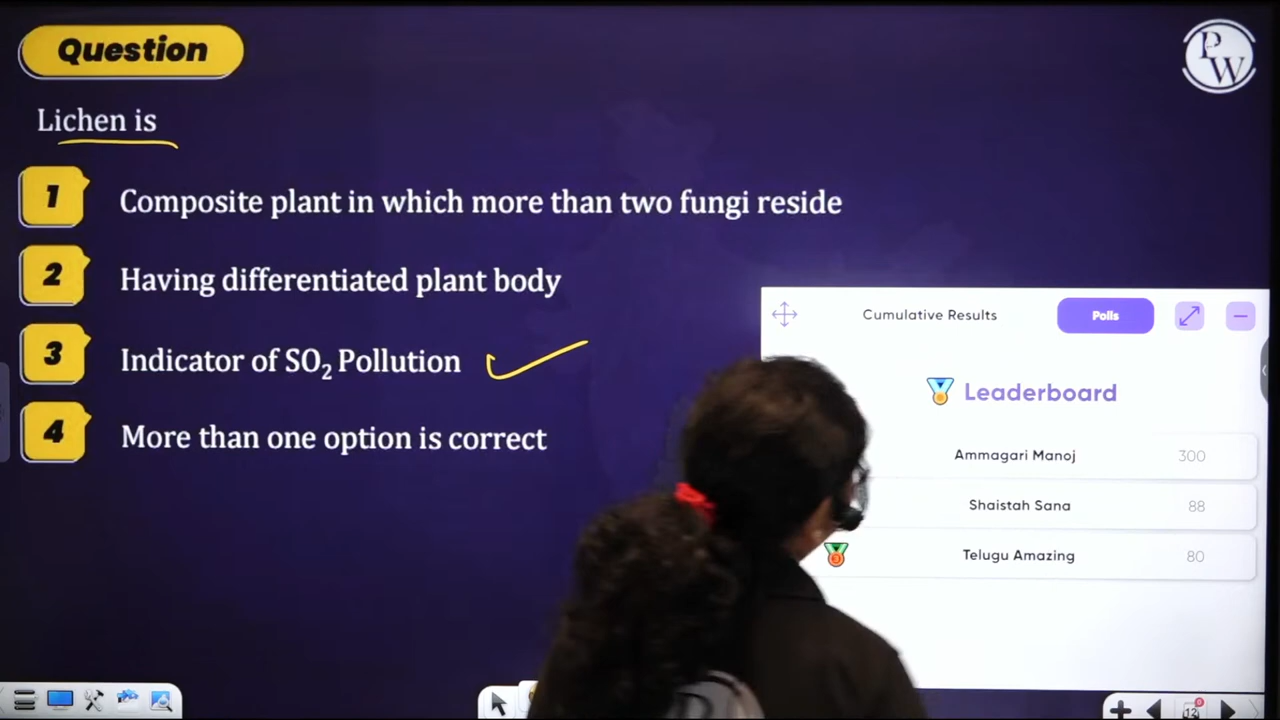 Question
PW
Lichen is
1 Composite plant in which more than two fungi reside
2 Having differentiated plant body
3 Indicator of SO₂ Pollution
4 More than one option is correct
Cumulative Results
Polls
Leaderboard
Ammagari Manoj 300
Shaistah Sana 88
Telugu Amazing 80
12